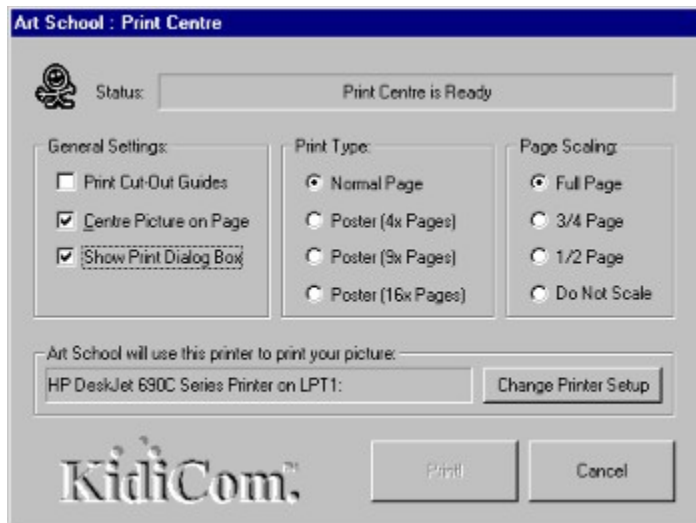 Art School : Print Centre
Status:
Print Centre is Ready
General Settings:
Print Cut-Out Guides
Centre Picture on Page
Show Print Dialog Box
Print Type:
Normal Page
Poster (4x Pages)
Poster (9x Pages)
Poster (16x Pages)
Page Scaling:
Full Page
3/4 Page
1/2 Page
Do Not Scale
Art School will use this printer to print your picture:
HP DeskJet 690C Series Printer on LPT1:
Change Printer Setup
KidiCom.™
Print!
Cancel